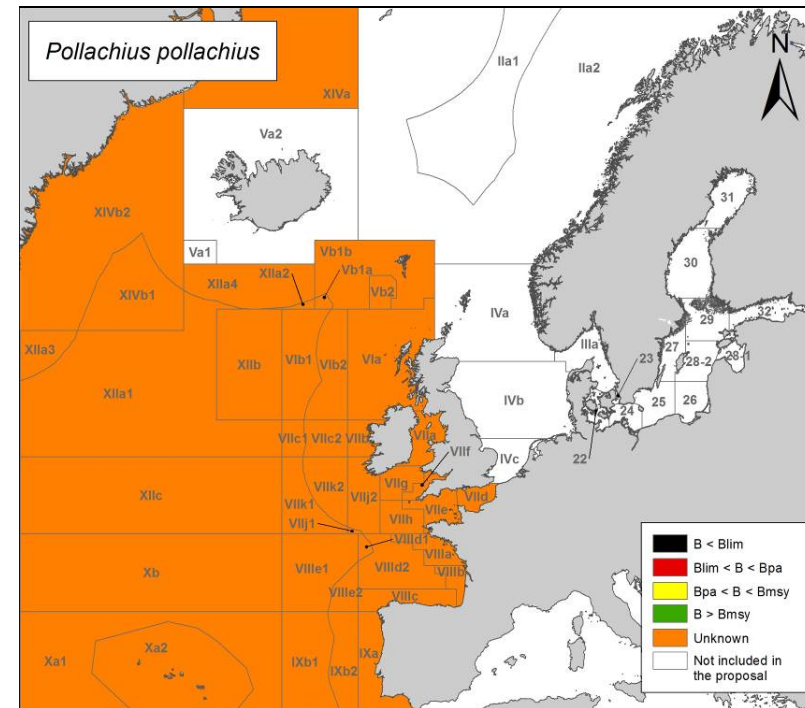 Pollachius pollachius
N
IIa1
IIa2
XIVa
Va2
31
XIVb2
30
Va1
Vb1b
XIIa2
Vb1a
XIIa4
Vb2
XIVb1
IVa
29
32
XIIa3
IIIa
23
27
28-2
28-1
XIIb
VIb1
VIb2
VIa
IVb
XIIa1
25
26
24
22
VIIc1
VIIc2
VIIb
VIIa
VIIf
IVc
XIIc
VIIk2
VIIg
VIId
VIIk1
VIIj2
VIIe
VIIj1
VIIh
VIIId1
Xb
VIIIe1
VIIId2
VIIIa
VIIIb
VIIIe2
VIIIc
Xa1
Xa2
IXb1
IXb2
IXa
B < Blim
Blim < B < Bpa
Bpa < B < Bmsy
B > Bmsy
Unknown
Not included in
the proposal